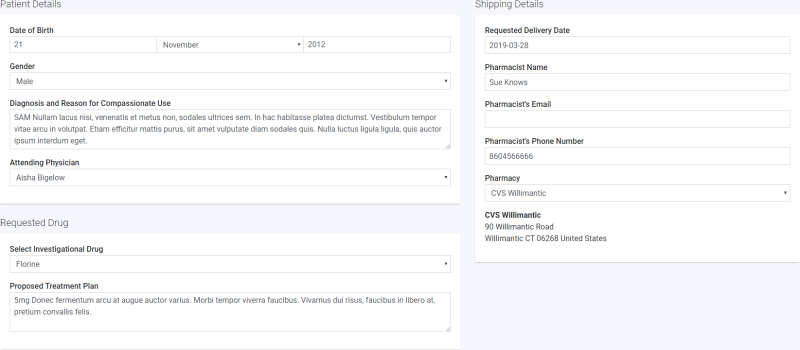 Patient Details
Date of Birth
21 November 2012
Gender
Male
Diagnosis and Reason for Compassionate Use
SAM Nullam lacus nisi, venenatis et metus non, sodales ultrices sem. In hac habitasse platea dictumst. Vestibulum tempor
vitae arcu in volutpat. Etiam efficitur mattis purus, sit amet vulputate diam sodales quis. Nulla luctus ligula ligula, quis auctor
ipsum interdum eget.
Attending Physician
Aisha Bigelow
Requested Drug
Select Investigational Drug
Florine
Proposed Treatment Plan
5mg Donec fermentum arcu at augue auctor varius. Morbi tempor viverra faucibus. Vivamus dui risus, faucibus in libero at,
pretium convallis felis.
Shipping Details
Requested Delivery Date
2019-03-28
Pharmacist Name
Sue Knows
Pharmacist's Email
Pharmacist's Phone Number
8604566666
Pharmacy
CVS Willimantic
CVS Willimantic
90 Willimantic Road
Willimantic CT 06268 United States